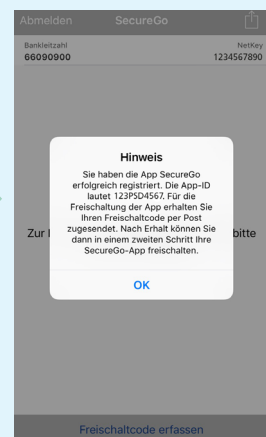 Abmelden SecureGo
Bankleitzahl NetKey
66090900 1234567890
Hinweis
Sie haben die App SecureGo
erfolgreich registriert. Die App-ID
lautet 123PSD4567. Für die
Freischaltung der App erhalten Sie
Ihren Freischaltcode per Post
zugesendet. Nach Erhalt können Sie
dann in einem zweiten Schritt Ihre
SecureGo-App freischalten.
Zur bitte
OK
Freischaltcode erfassen